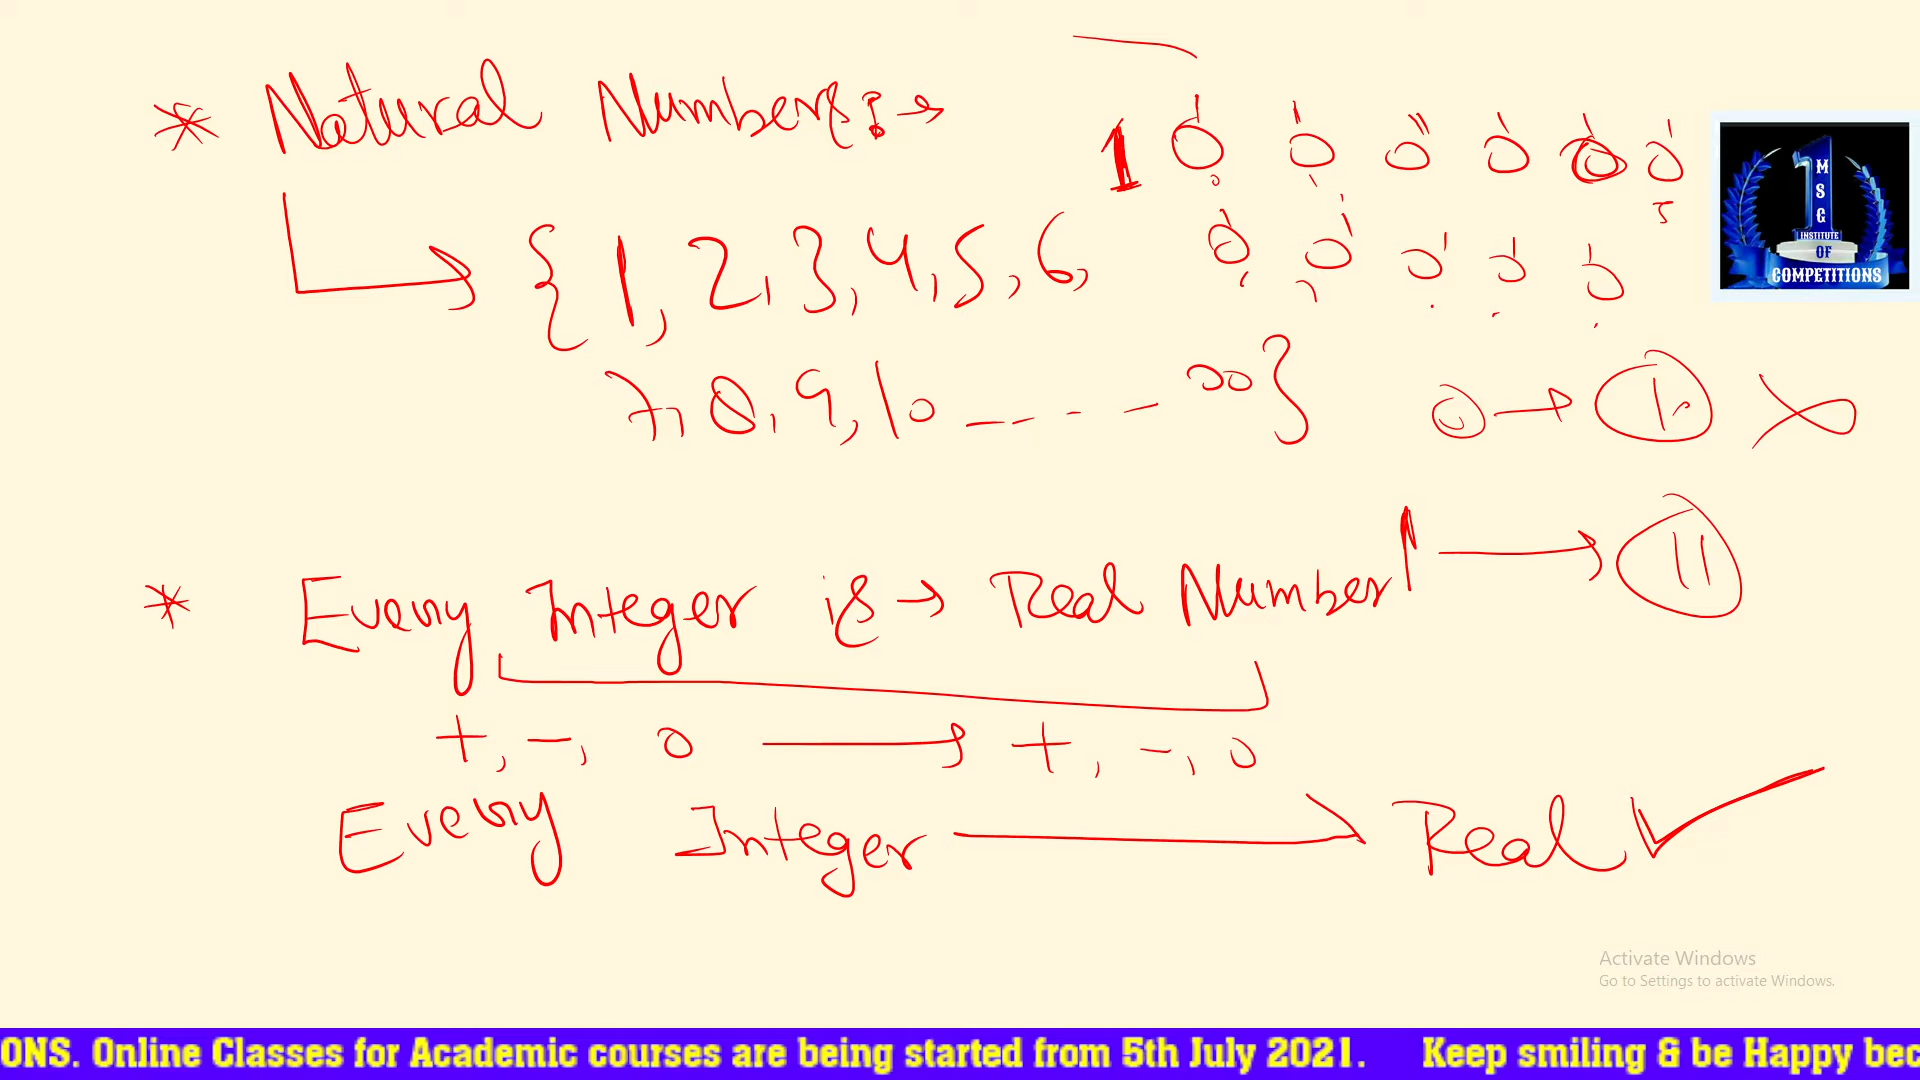 * Natural Numbers:→
{1, 2, 3, 4, 5, 6,
7, 8, 9, 10 ---- ∞}
0 → 1.
* Every Integer is → Real Number | → 11
+, -, 0 → +, -, 0
Every Integer → Real ✓
1 M S G
INSTITUTE
OF
COMPETITIONS
Activate Windows
Go to Settings to activate Windows.
ONS. Online Classes for Academic courses are being started from 5th July 2021. Keep smiling & be Happy bec